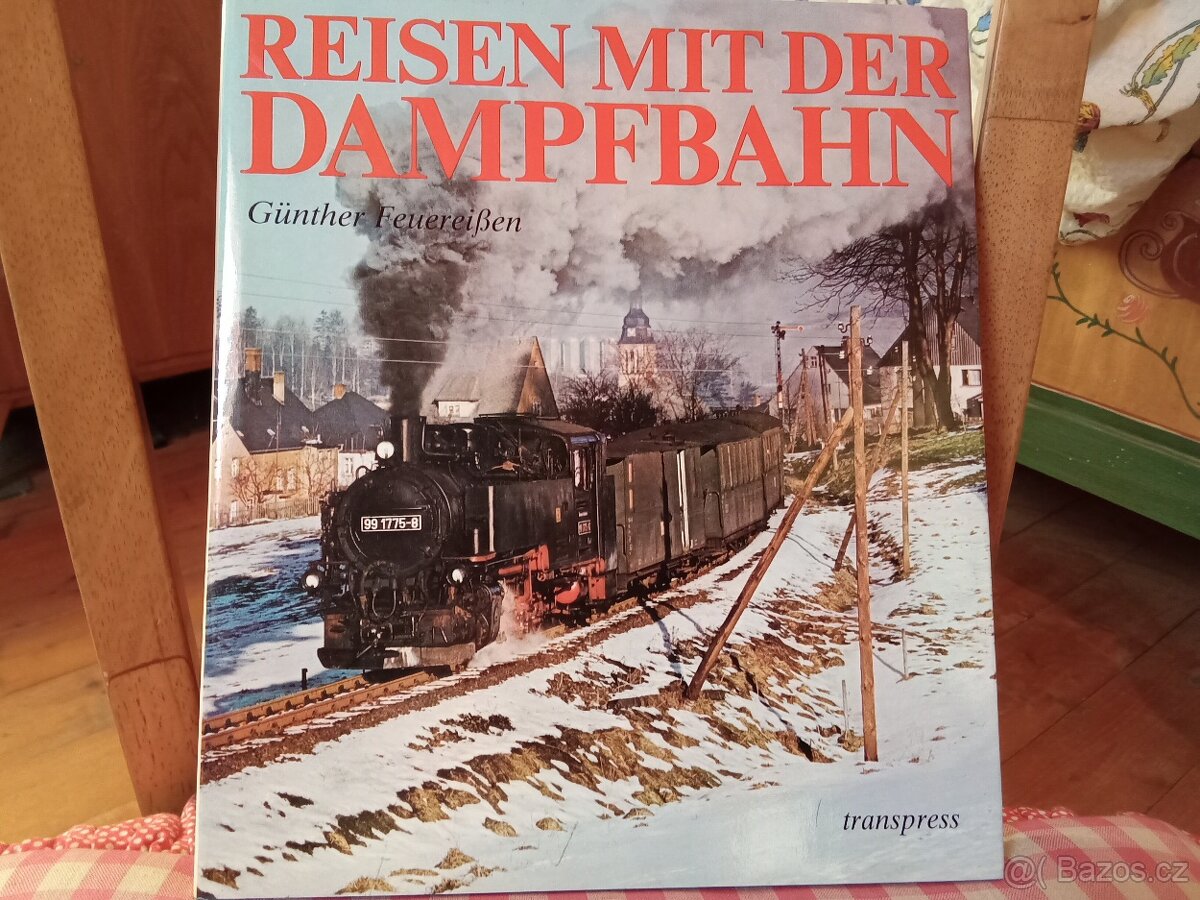 REISEN MIT DER
DAMPFBAHN
Günther Feuereißen
99 1775-8
transpress
@( Bazos.cz